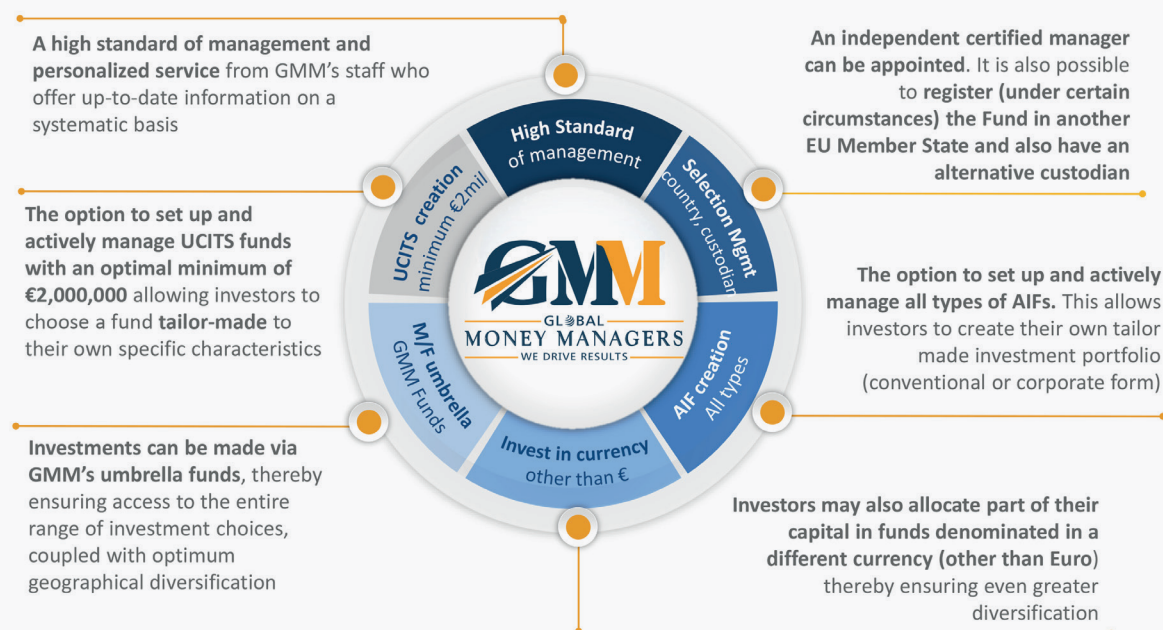 A high standard of management and
personalized service from GMM's staff who
offer up-to-date information on a
systematic basis
An independent certified manager
can be appointed. It is also possible
to register (under certain
circumstances) the Fund in another
EU Member State and also have an
alternative custodian
The option to set up and
actively manage UCITS funds
with an optimal minimum of
€2,000,000 allowing investors to
choose a fund tailor-made to
their own specific characteristics
The option to set up and actively
manage all types of AIFs. This allows
investors to create their own tailor
made investment portfolio
(conventional or corporate form)
Investments can be made via
GMM's umbrella funds, thereby
ensuring access to the entire
range of investment choices,
coupled with optimum
geographical diversification
Investors may also allocate part of their
capital in funds denominated in a
different currency (other than Euro)
thereby ensuring even greater
diversification
High Standard
of management
Selection Mgmt
country, custodian
AIF creation
All types
Invest in currency
other than €
M/F umbrella
GMM Funds
UCITS creation
minimum €2mil
GMM
GLOBAL
MONEY MANAGERS
WE DRIVE RESULTS